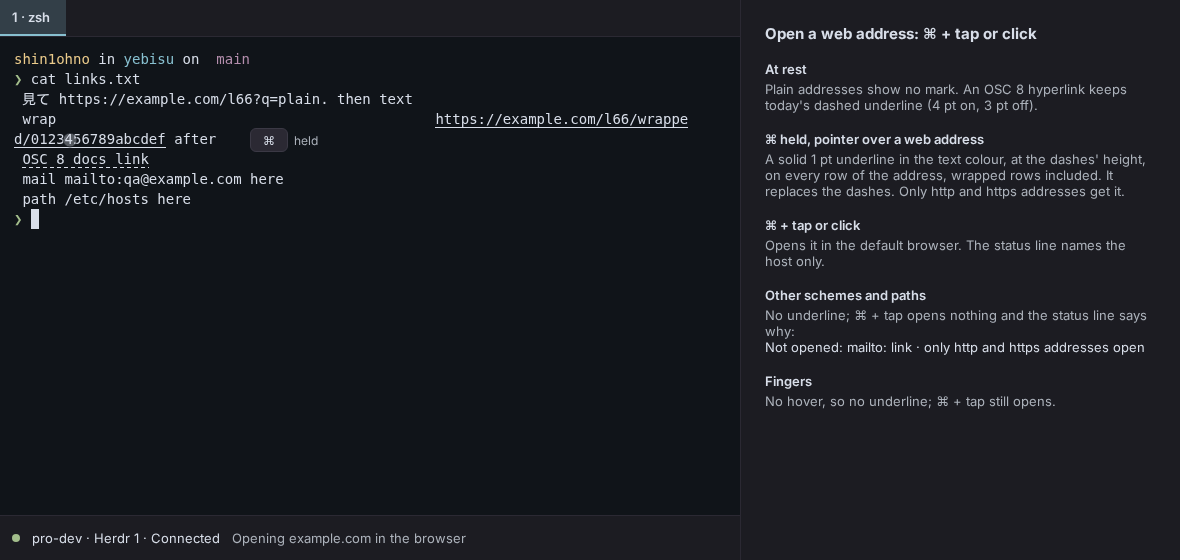 1 · zsh
shin1ohno in yebisu on main
❯ cat links.txt
見て https://example.com/l66?q=plain. then text
wrap https://example.com/l66/wrappe
d/0123456789abcdef after
⌘ held
OSC 8 docs link
mail mailto:qa@example.com here
path /etc/hosts here
❯
pro-dev · Herdr 1 · Connected Opening example.com in the browser
Open a web address: ⌘ + tap or click
At rest
Plain addresses show no mark. An OSC 8 hyperlink keeps
today's dashed underline (4 pt on, 3 pt off).
⌘ held, pointer over a web address
A solid 1 pt underline in the text colour, at the dashes' height,
on every row of the address, wrapped rows included. It
replaces the dashes. Only http and https addresses get it.
⌘ + tap or click
Opens it in the default browser. The status line names the
host only.
Other schemes and paths
No underline; ⌘ + tap opens nothing and the status line says
why:
Not opened: mailto: link · only http and https addresses open
Fingers
No hover, so no underline; ⌘ + tap still opens.